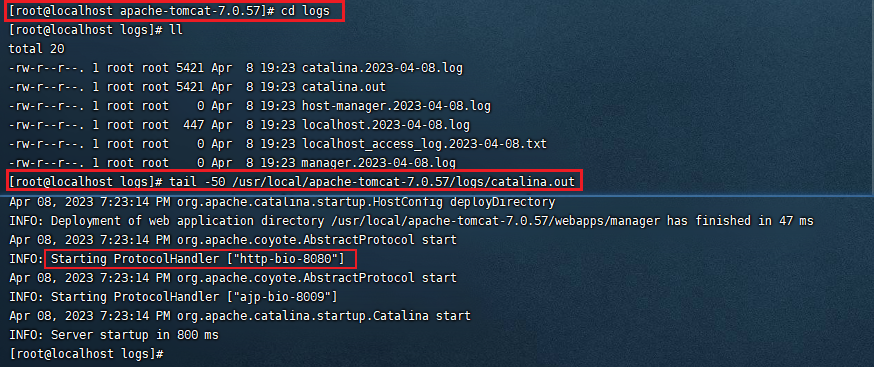 [root@localhost apache-tomcat-7.0.57]# cd logs
[root@localhost logs]# ll
total 20
-rw-r--r--. 1 root root 5421 Apr  8 19:23 catalina.2023-04-08.log
-rw-r--r--. 1 root root 5421 Apr  8 19:23 catalina.out
-rw-r--r--. 1 root root    0 Apr  8 19:23 host-manager.2023-04-08.log
-rw-r--r--. 1 root root  447 Apr  8 19:23 localhost.2023-04-08.log
-rw-r--r--. 1 root root    0 Apr  8 19:23 localhost_access_log.2023-04-08.txt
-rw-r--r--. 1 root root    0 Apr  8 19:23 manager.2023-04-08.log
[root@localhost logs]# tail -50 /usr/local/apache-tomcat-7.0.57/logs/catalina.out
Apr 08, 2023 7:23:14 PM org.apache.catalina.startup.HostConfig deployDirectory
INFO: Deployment of web application directory /usr/local/apache-tomcat-7.0.57/webapps/manager has finished in 47 ms
Apr 08, 2023 7:23:14 PM org.apache.coyote.AbstractProtocol start
INFO: Starting ProtocolHandler ["http-bio-8080"]
Apr 08, 2023 7:23:14 PM org.apache.coyote.AbstractProtocol start
INFO: Starting ProtocolHandler ["ajp-bio-8009"]
Apr 08, 2023 7:23:14 PM org.apache.catalina.startup.Catalina start
INFO: Server startup in 800 ms
[root@localhost logs]#